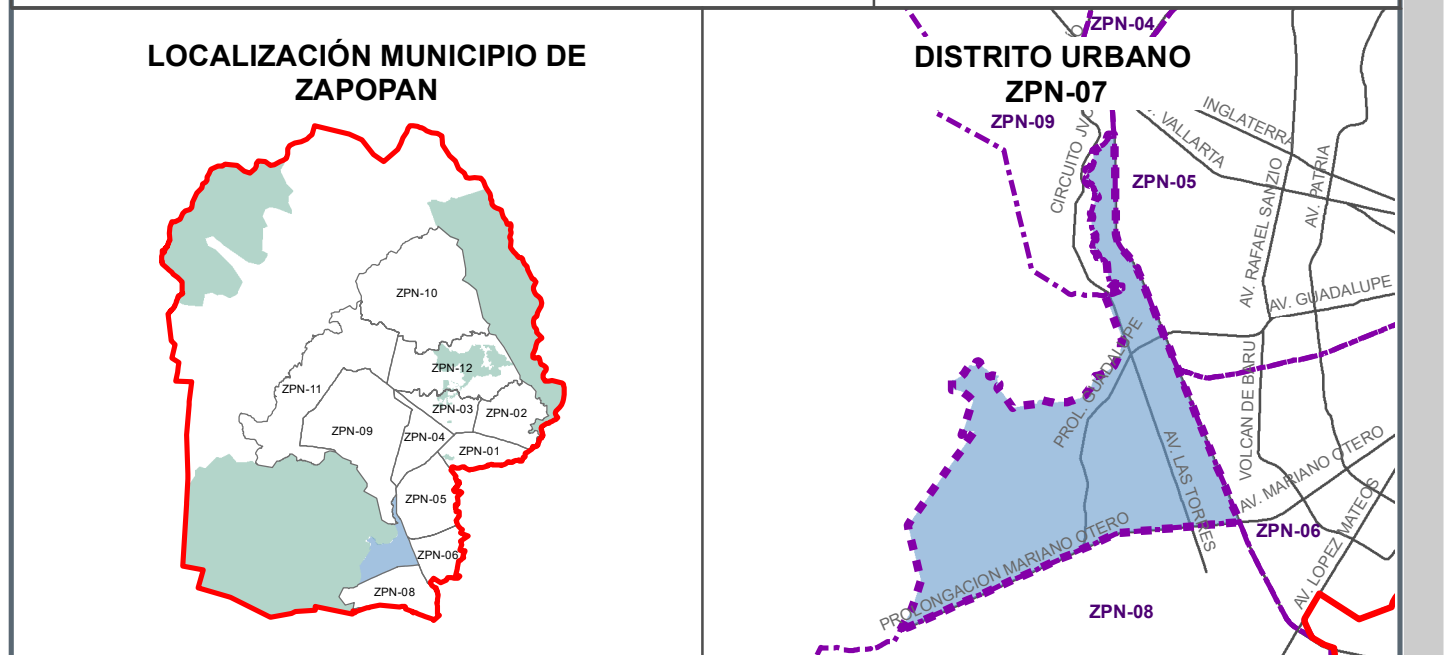 LOCALIZACIÓN MUNICIPIO DE
ZAPOPAN
ZPN-10
ZPN-12
ZPN-11
ZPN-03
ZPN-02
ZPN-09
ZPN-04
ZPN-01
ZPN-05
ZPN-06
ZPN-08
ZPN-04
DISTRITO URBANO
ZPN-07
ZPN-09
INGLATERRA
VALLARTA
CIRCUITO JVC
ZPN-05
AV. RAFAEL SANZIO
AV. PATRIA
AV. GUADALUPE
PROL. GUADALUPE
VOLCAN DE BARU
AV. LAS TORRES
AV. MARIANO OTERO
PROLONGACION MARIANO OTERO
ZPN-06
AV. LOPEZ MATEOS
ZPN-08